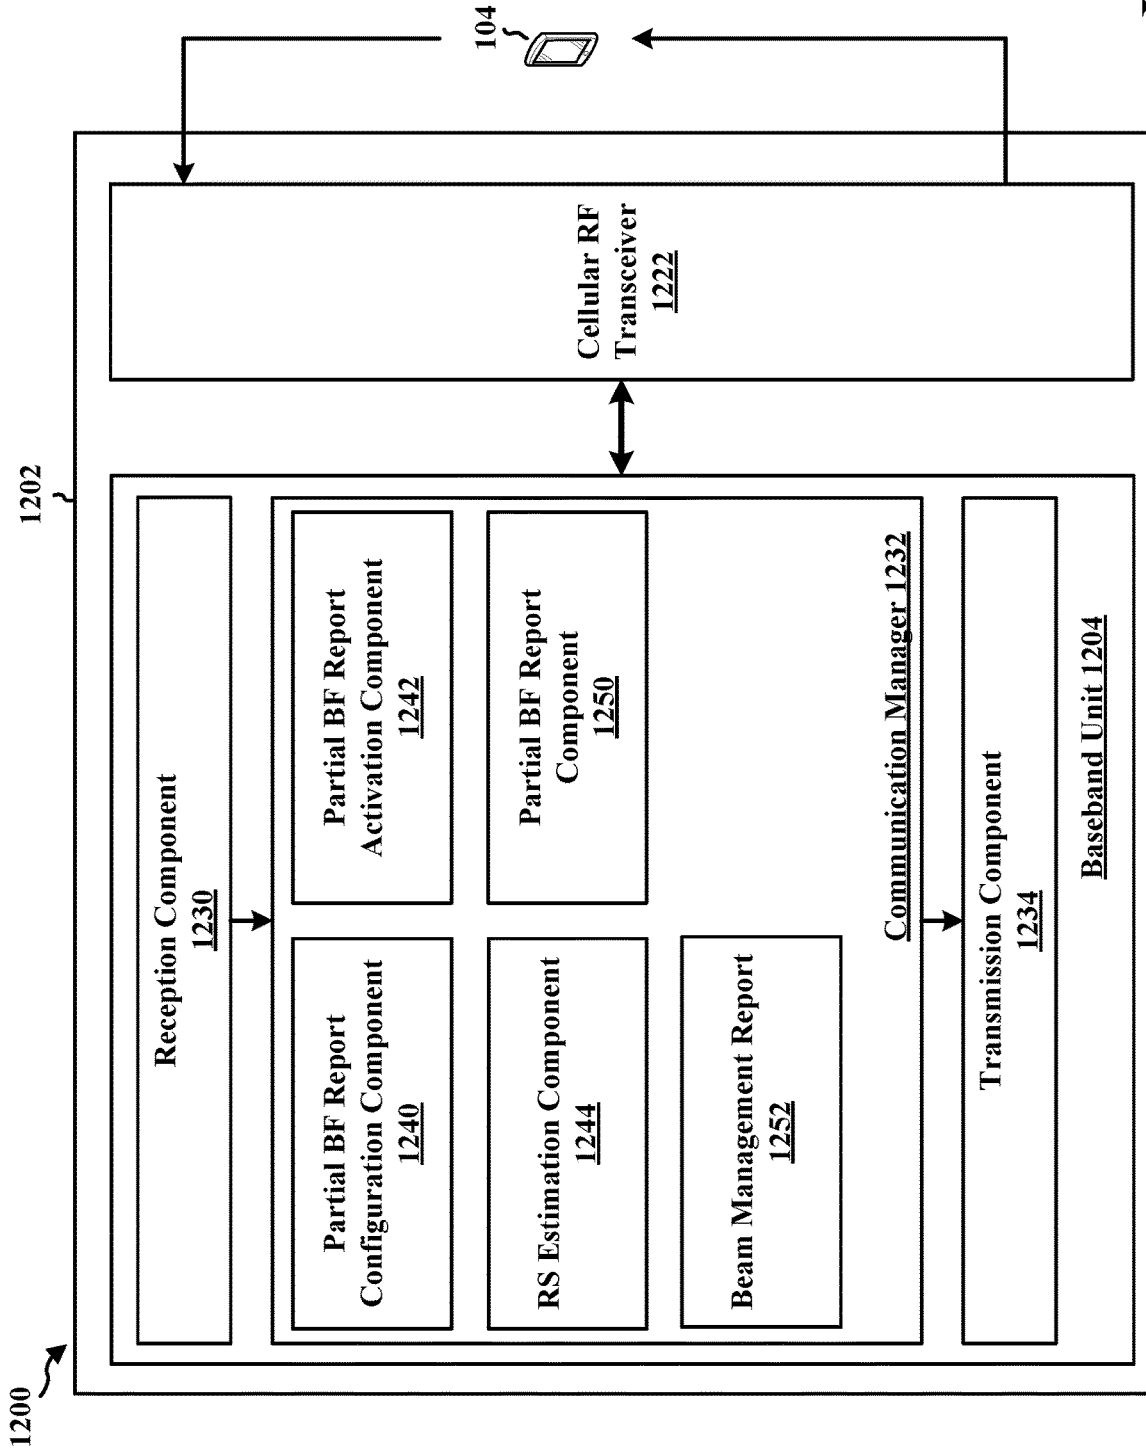 1200
1202
Reception Component
1230
Partial BF Report
Configuration Component
1240
Partial BF Report
Activation Component
1242
RS Estimation Component
1244
Partial BF Report
Component
1250
Beam Management Report
1252
Communication Manager 1232
Transmission Component
1234
Baseband Unit 1204
Cellular RF
Transceiver
1222
104